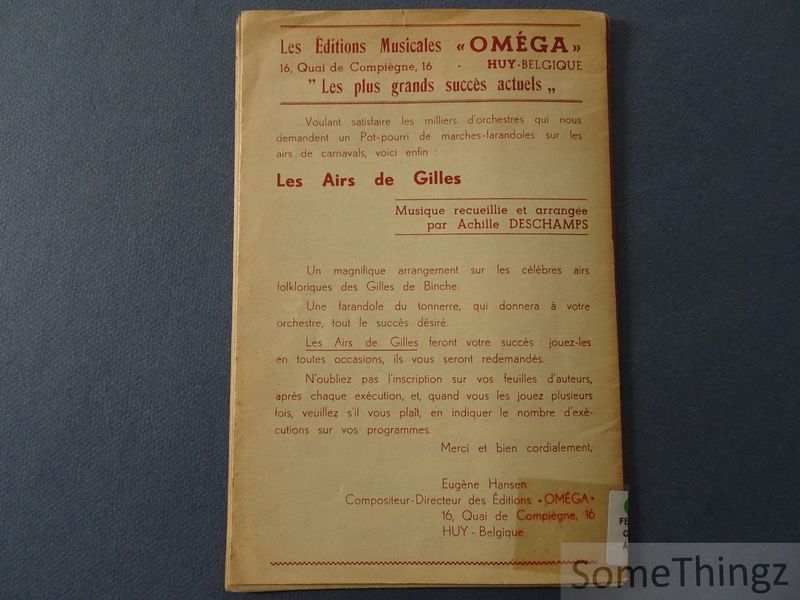 Les Éditions Musicales « OMÉGA »
16, Quai de Compiègne, 16 - HUY-BELGIQUE
" Les plus grands succès actuels „
Voulant satisfaire les milliers d'orchestres qui nous
demandent un Pot-pourri de marches-farandoles sur les
airs de carnavals, voici enfin :
Les Airs de Gilles
Musique recueillie et arrangée
par Achille DESCHAMPS
Un magnifique arrangement sur les célèbres airs
folkloriques des Gilles de Binche.
Une farandole du tonnerre, qui donnera à votre
orchestre, tout le succès désiré.
Les Airs de Gilles feront votre succès : jouez-les
en toutes occasions, ils vous seront redemandés.
N'oubliez pas l'inscription sur vos feuilles d'auteurs,
après chaque exécution, et, quand vous les jouez plusieurs
fois, veuillez s'il vous plaît, en indiquer le nombre d'exé-
cutions sur vos programmes.
Merci et bien cordialement,
Eugène Hansen
Compositeur-Directeur des Éditions « OMÉGA »
16, Quai de Compiègne, 16
HUY - Belgique
FE
C
A
SomeThingz